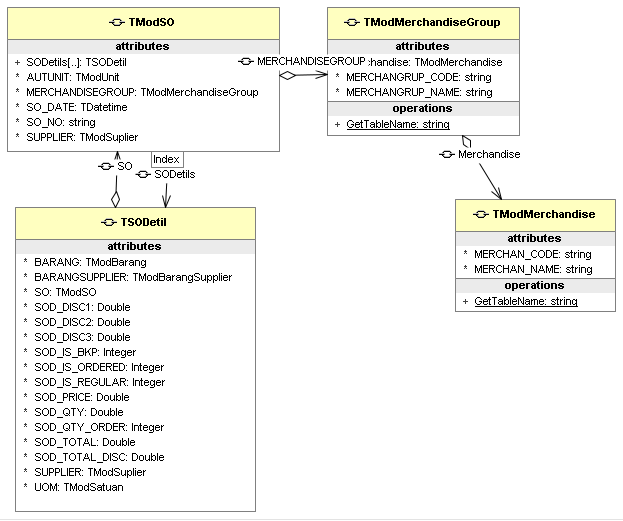 TModSO
attributes
+ SODetils[..]: TSODetil
* AUTUNIT: TModUnit
* MERCHANDISEGROUP: TModMerchandiseGroup
* SO_DATE: TDatetime
* SO_NO: string
* SUPPLIER: TModSuplier
MERCHANDISEGROUP
TModMerchandiseGroup
attributes
:handise: TModMerchandise
* MERCHANGRUP_CODE: string
* MERCHANGRUP_NAME: string
operations
+ GetTableName: string
Merchandise
SO
Index
SODetils
TModMerchandise
attributes
* MERCHAN_CODE: string
* MERCHAN_NAME: string
operations
+ GetTableName: string
TSODetil
attributes
* BARANG: TModBarang
* BARANGSUPPLIER: TModBarangSupplier
* SO: TModSO
* SOD_DISC1: Double
* SOD_DISC2: Double
* SOD_DISC3: Double
* SOD_IS_BKP: Integer
* SOD_IS_ORDERED: Integer
* SOD_IS_REGULAR: Integer
* SOD_PRICE: Double
* SOD_QTY: Double
* SOD_QTY_ORDER: Integer
* SOD_TOTAL: Double
* SOD_TOTAL_DISC: Double
* SUPPLIER: TModSuplier
* UOM: TModSatuan